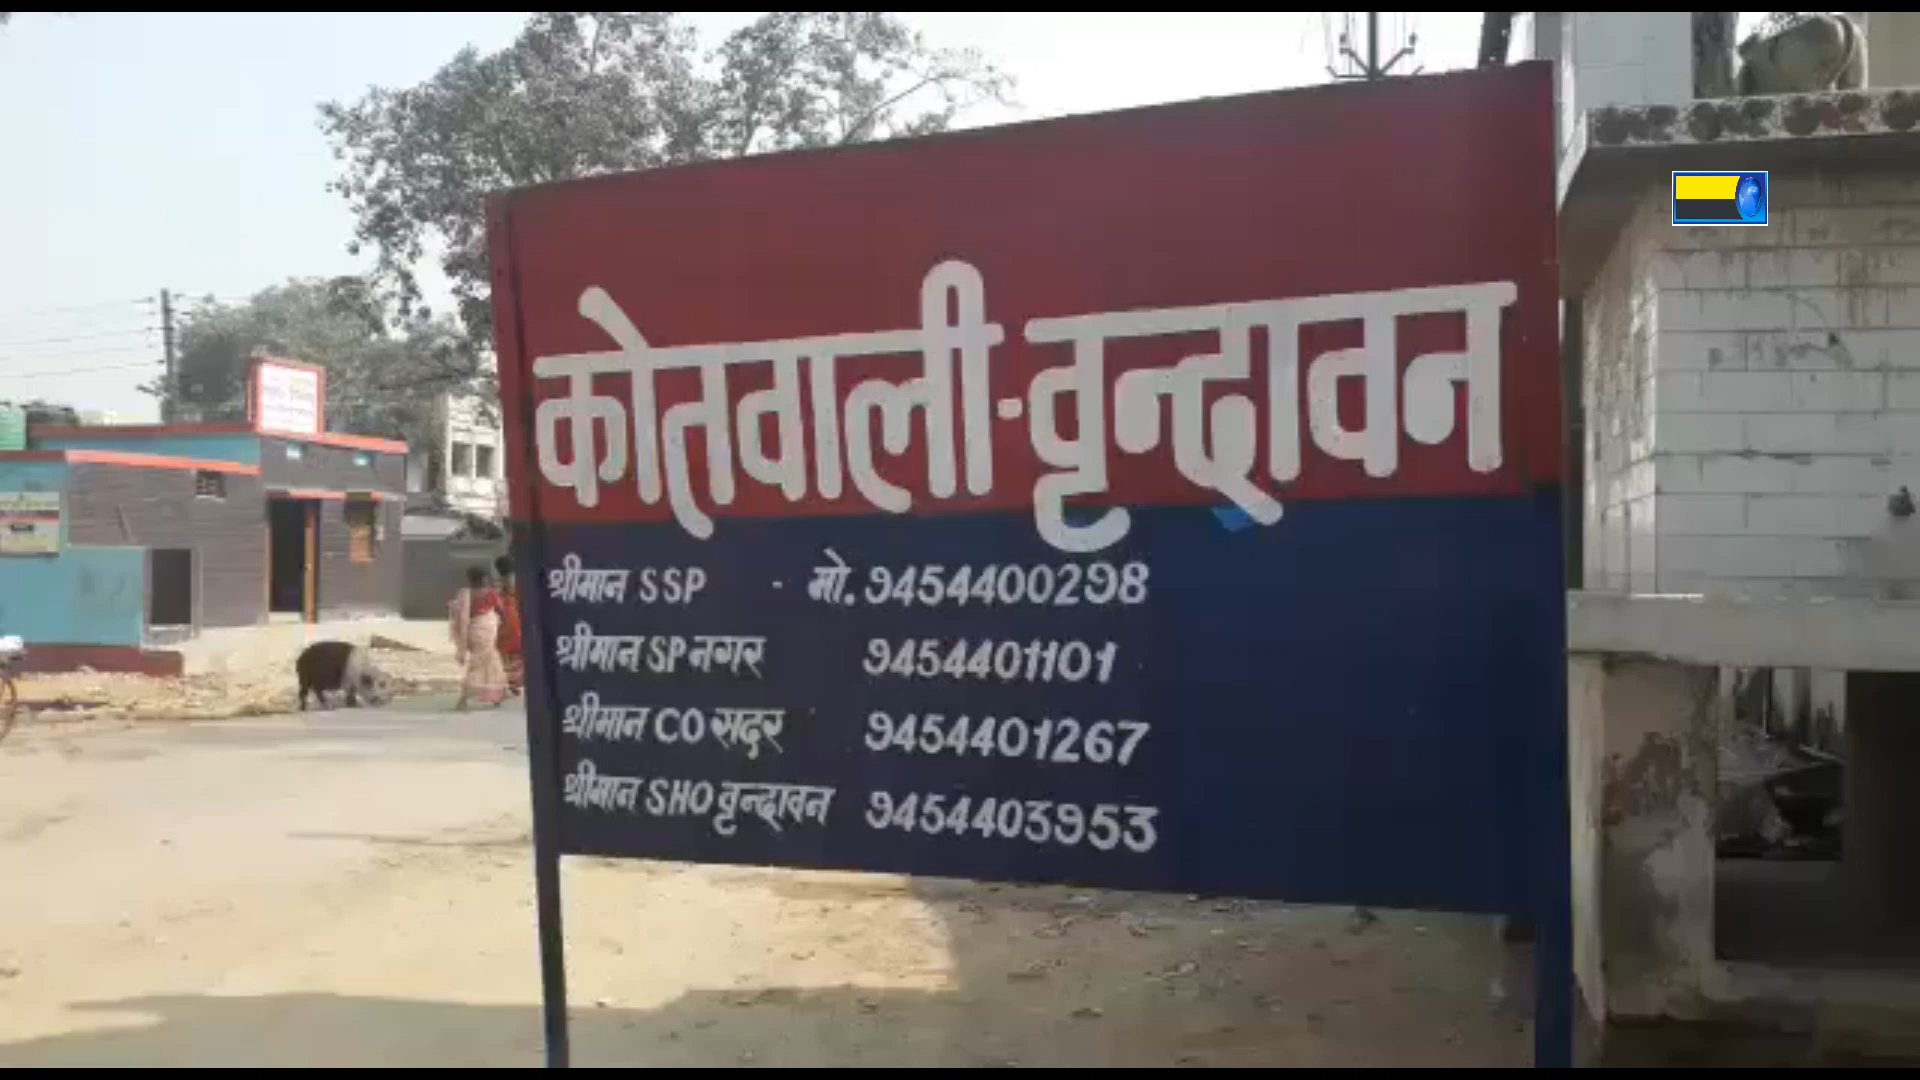 कोतवाली-वृन्दावन
श्रीमान SSP - मो. 9454400298
श्रीमान SP नगर 9454401101
श्रीमान CO सदर 9454401267
श्रीमान SHO वृन्दावन 9454403953